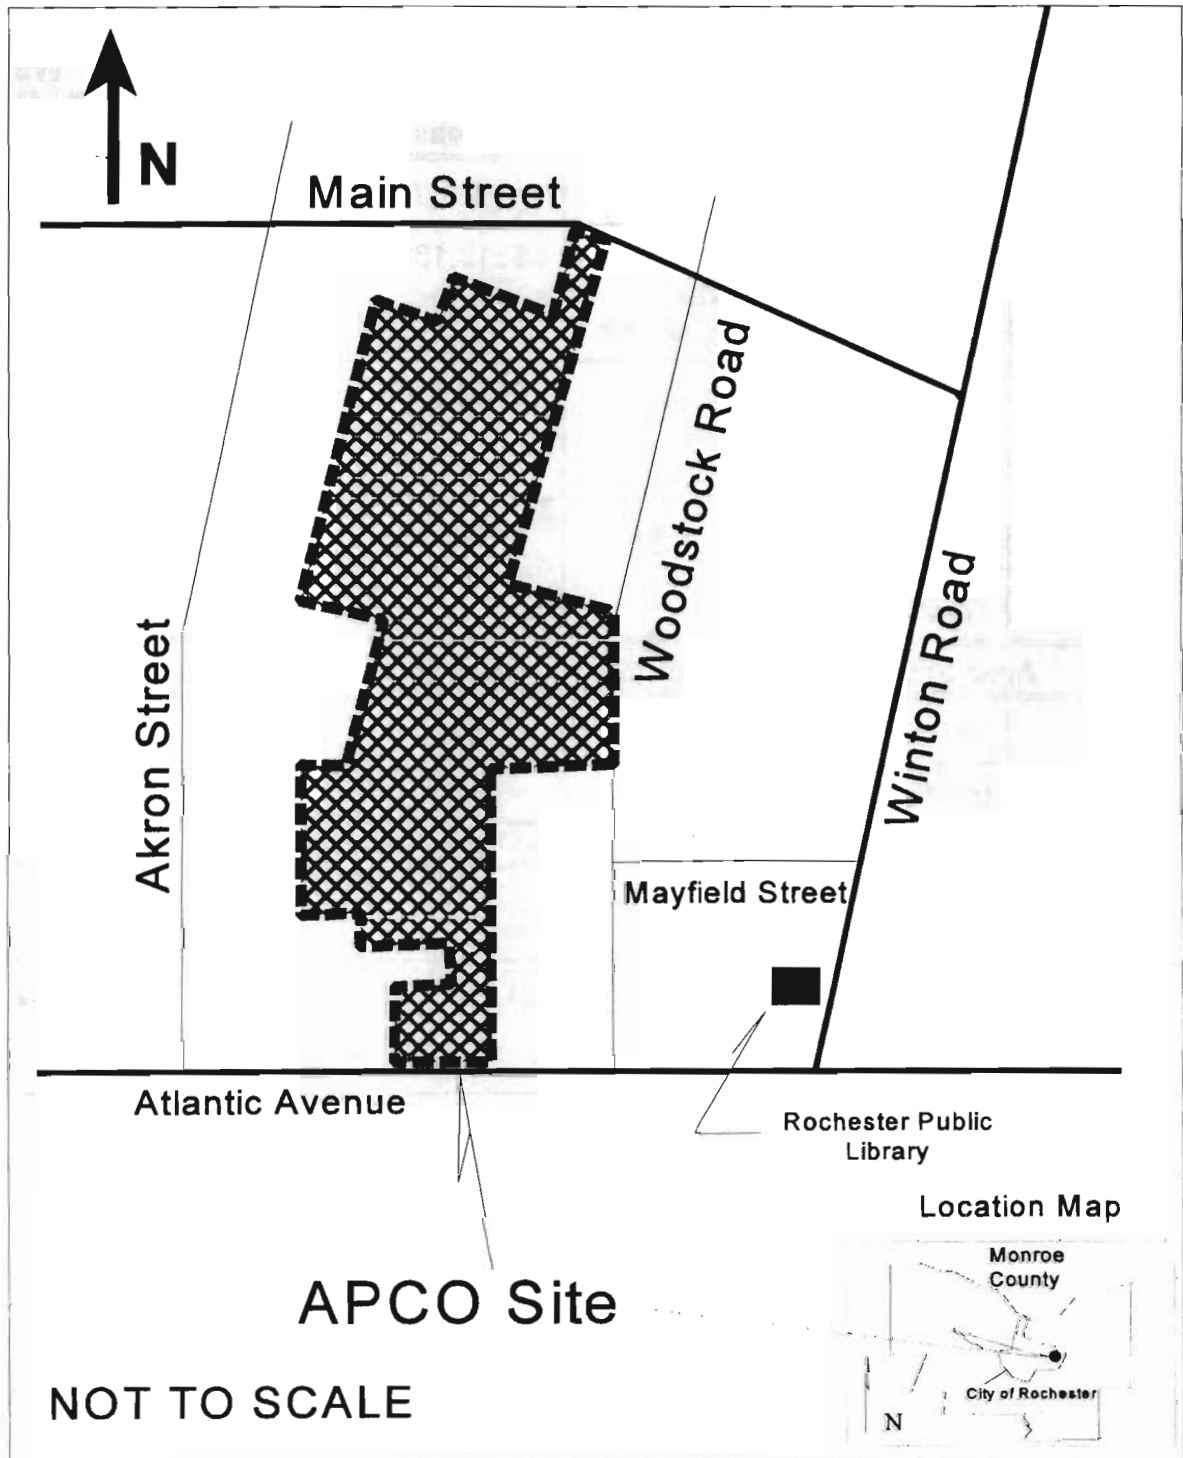 N
Main Street
Woodstock Road
Akron Street
Winton Road
Mayfield Street
Atlantic Avenue
Rochester Public
Library
Location Map
Monroe
County
APCO Site
City of Rochester
NOT TO SCALE
N